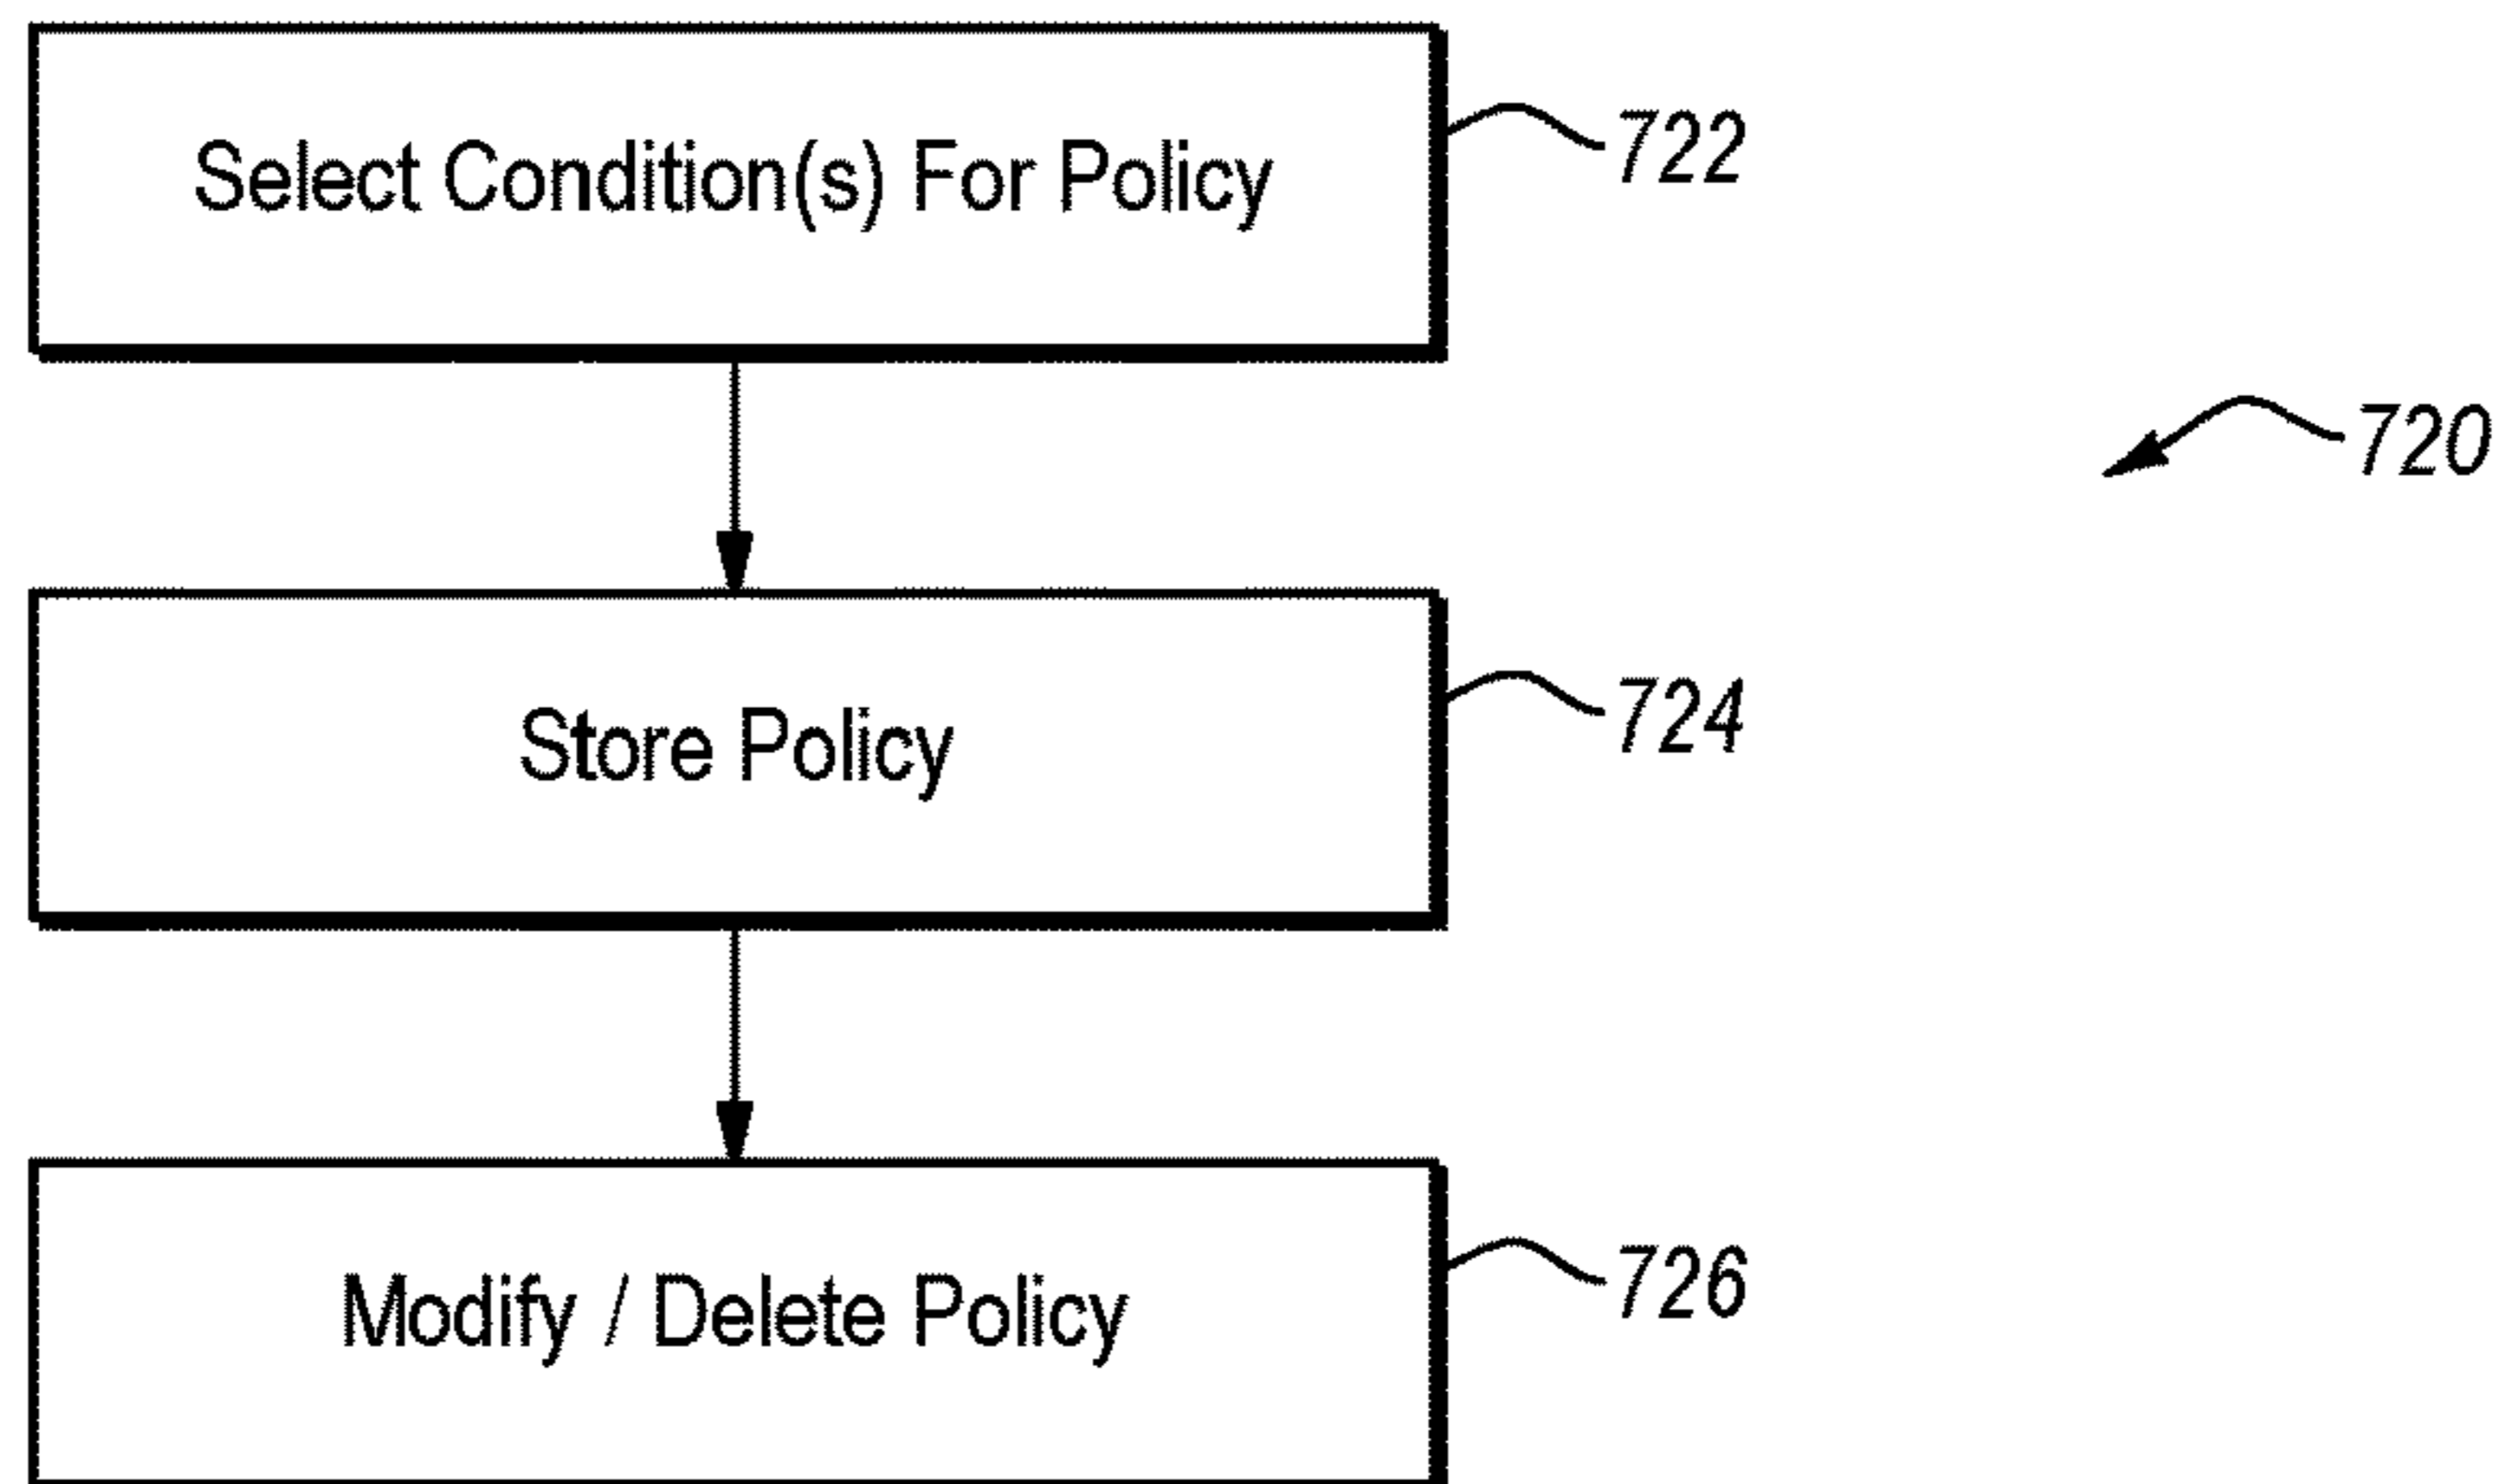 Select Condition(s) For Policy
722
720
Store Policy
724
Modify / Delete Policy
726